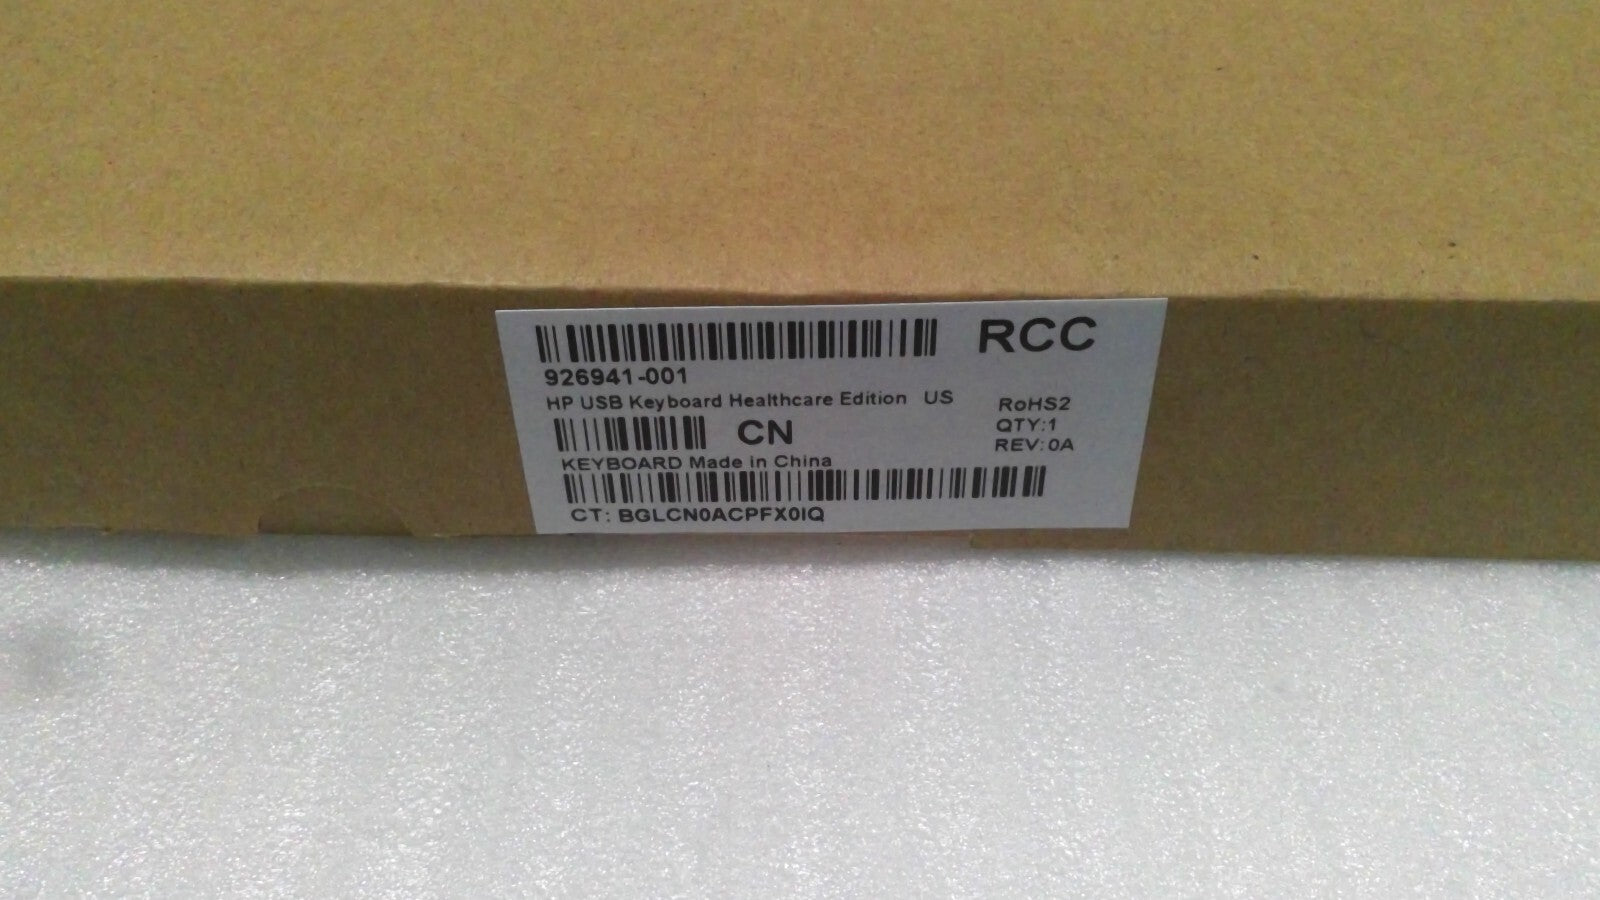 RCC
926941-001
HP USB Keyboard Healthcare Edition US
RoHS2
QTY:1
CN
REV:0A
KEYBOARD Made in China
CT: BGLCN0ACPFX0IQ